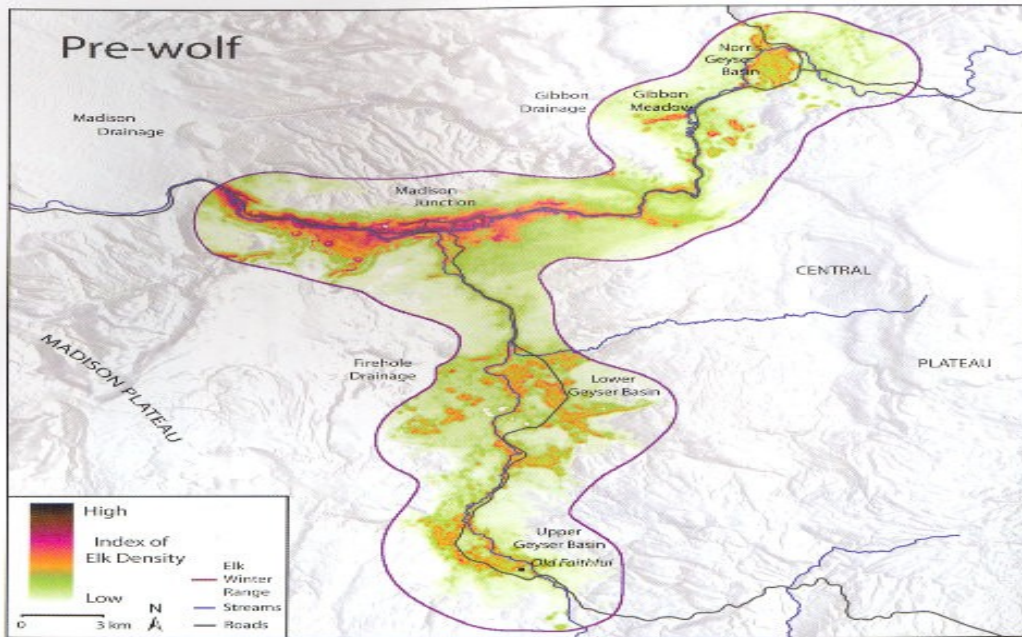 Pre-wolf
Norris
Geyser
Basin
Gibbon
Drainage
Gibbon
Meadow
Madison
Drainage
Madison
Junction
CENTRAL
PLATEAU
MADISON PLATEAU
Firehole
Drainage
Lower
Geyser Basin
Upper
Geyser Basin
Old Faithful
High
Index of
Elk Density
Low
0 3 km
N
Elk
Winter
Range
Streams
Roads